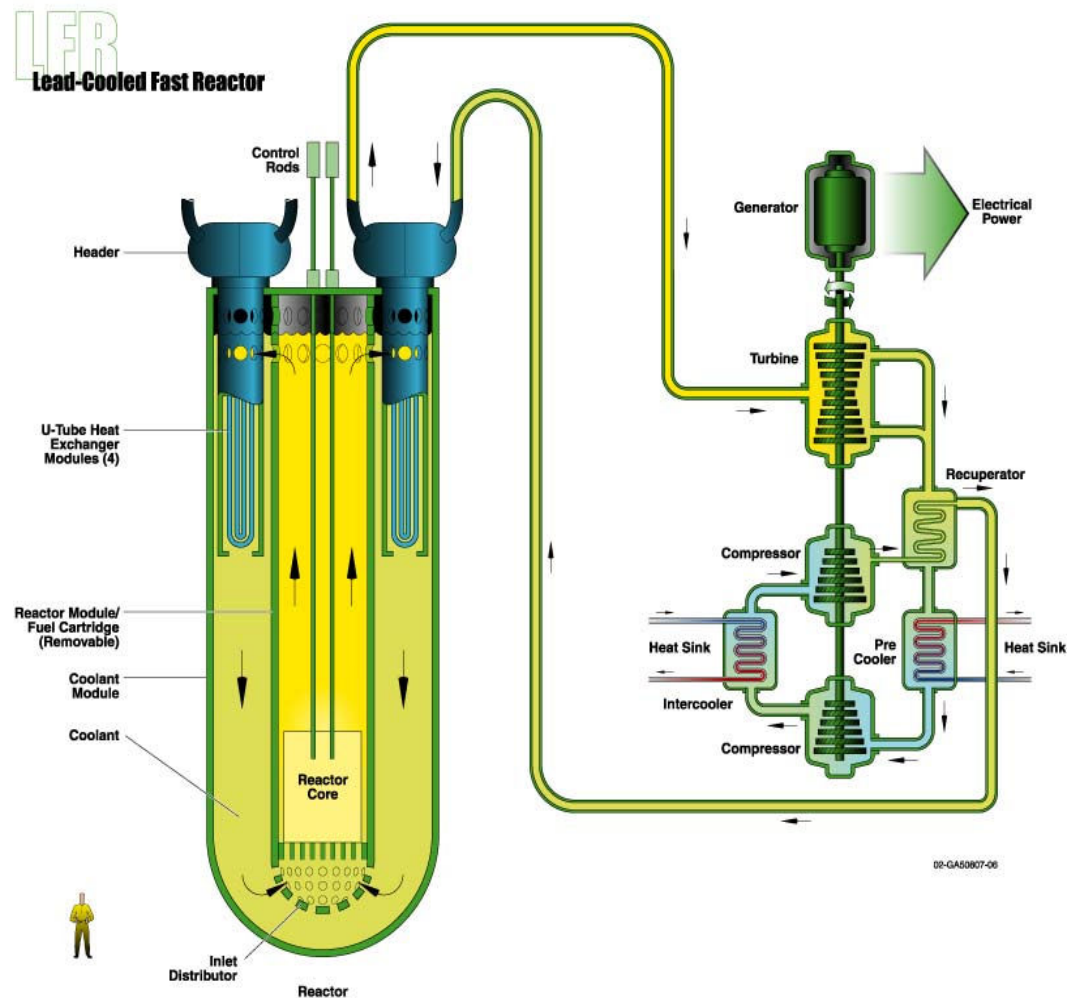 LFR
Lead-Cooled Fast Reactor
Control
Rods
Generator
Electrical
Power
Header
Turbine
U-Tube Heat
Exchanger
Modules (4)
Recuperator
Compressor
Reactor Module/
Fuel Cartridge
(Removable)
Heat Sink
Pre
Cooler
Heat Sink
Coolant
Module
Intercooler
Coolant
Compressor
Reactor
Core
02-GA50807-06
Inlet
Distributor
Reactor